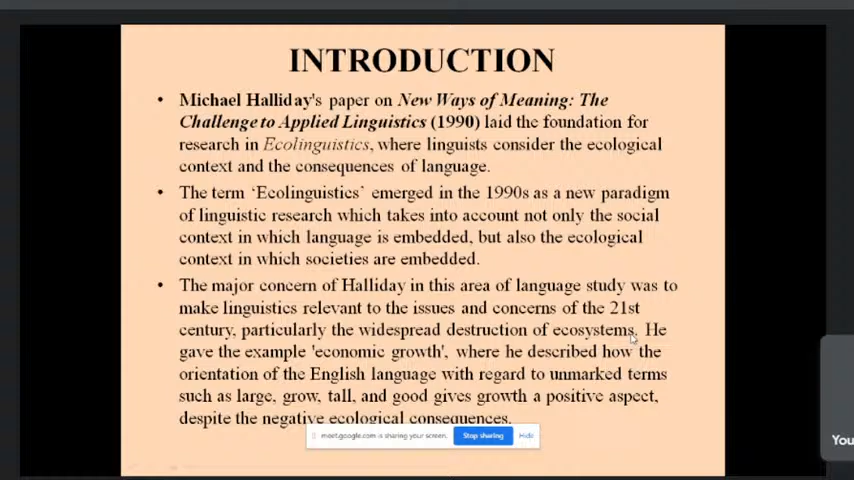 INTRODUCTION
• Michael Halliday's paper on New Ways of Meaning: The
Challenge to Applied Linguistics (1990) laid the foundation for
research in Ecolinguistics, where linguists consider the ecological
context and the consequences of language.
• The term 'Ecolinguistics' emerged in the 1990s as a new paradigm
of linguistic research which takes into account not only the social
context in which language is embedded, but also the ecological
context in which societies are embedded.
• The major concern of Halliday in this area of language study was to
make linguistics relevant to the issues and concerns of the 21st
century, particularly the widespread destruction of ecosystems. He
gave the example 'economic growth', where he described how the
orientation of the English language with regard to unmarked terms
such as large, grow, tall, and good gives growth a positive aspect,
despite the negative ecological consequences.
meet.google.com is sharing your screen. Stop sharing Hide
You